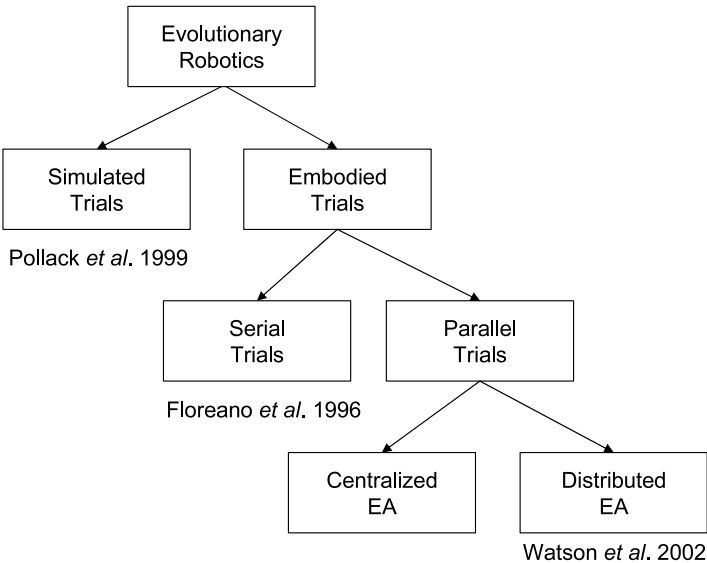 Evolutionary
Robotics
Simulated
Trials
Embodied
Trials
Pollack et al. 1999
Serial
Trials
Parallel
Trials
Floreano et al. 1996
Centralized
EA
Distributed
EA
Watson et al. 2002